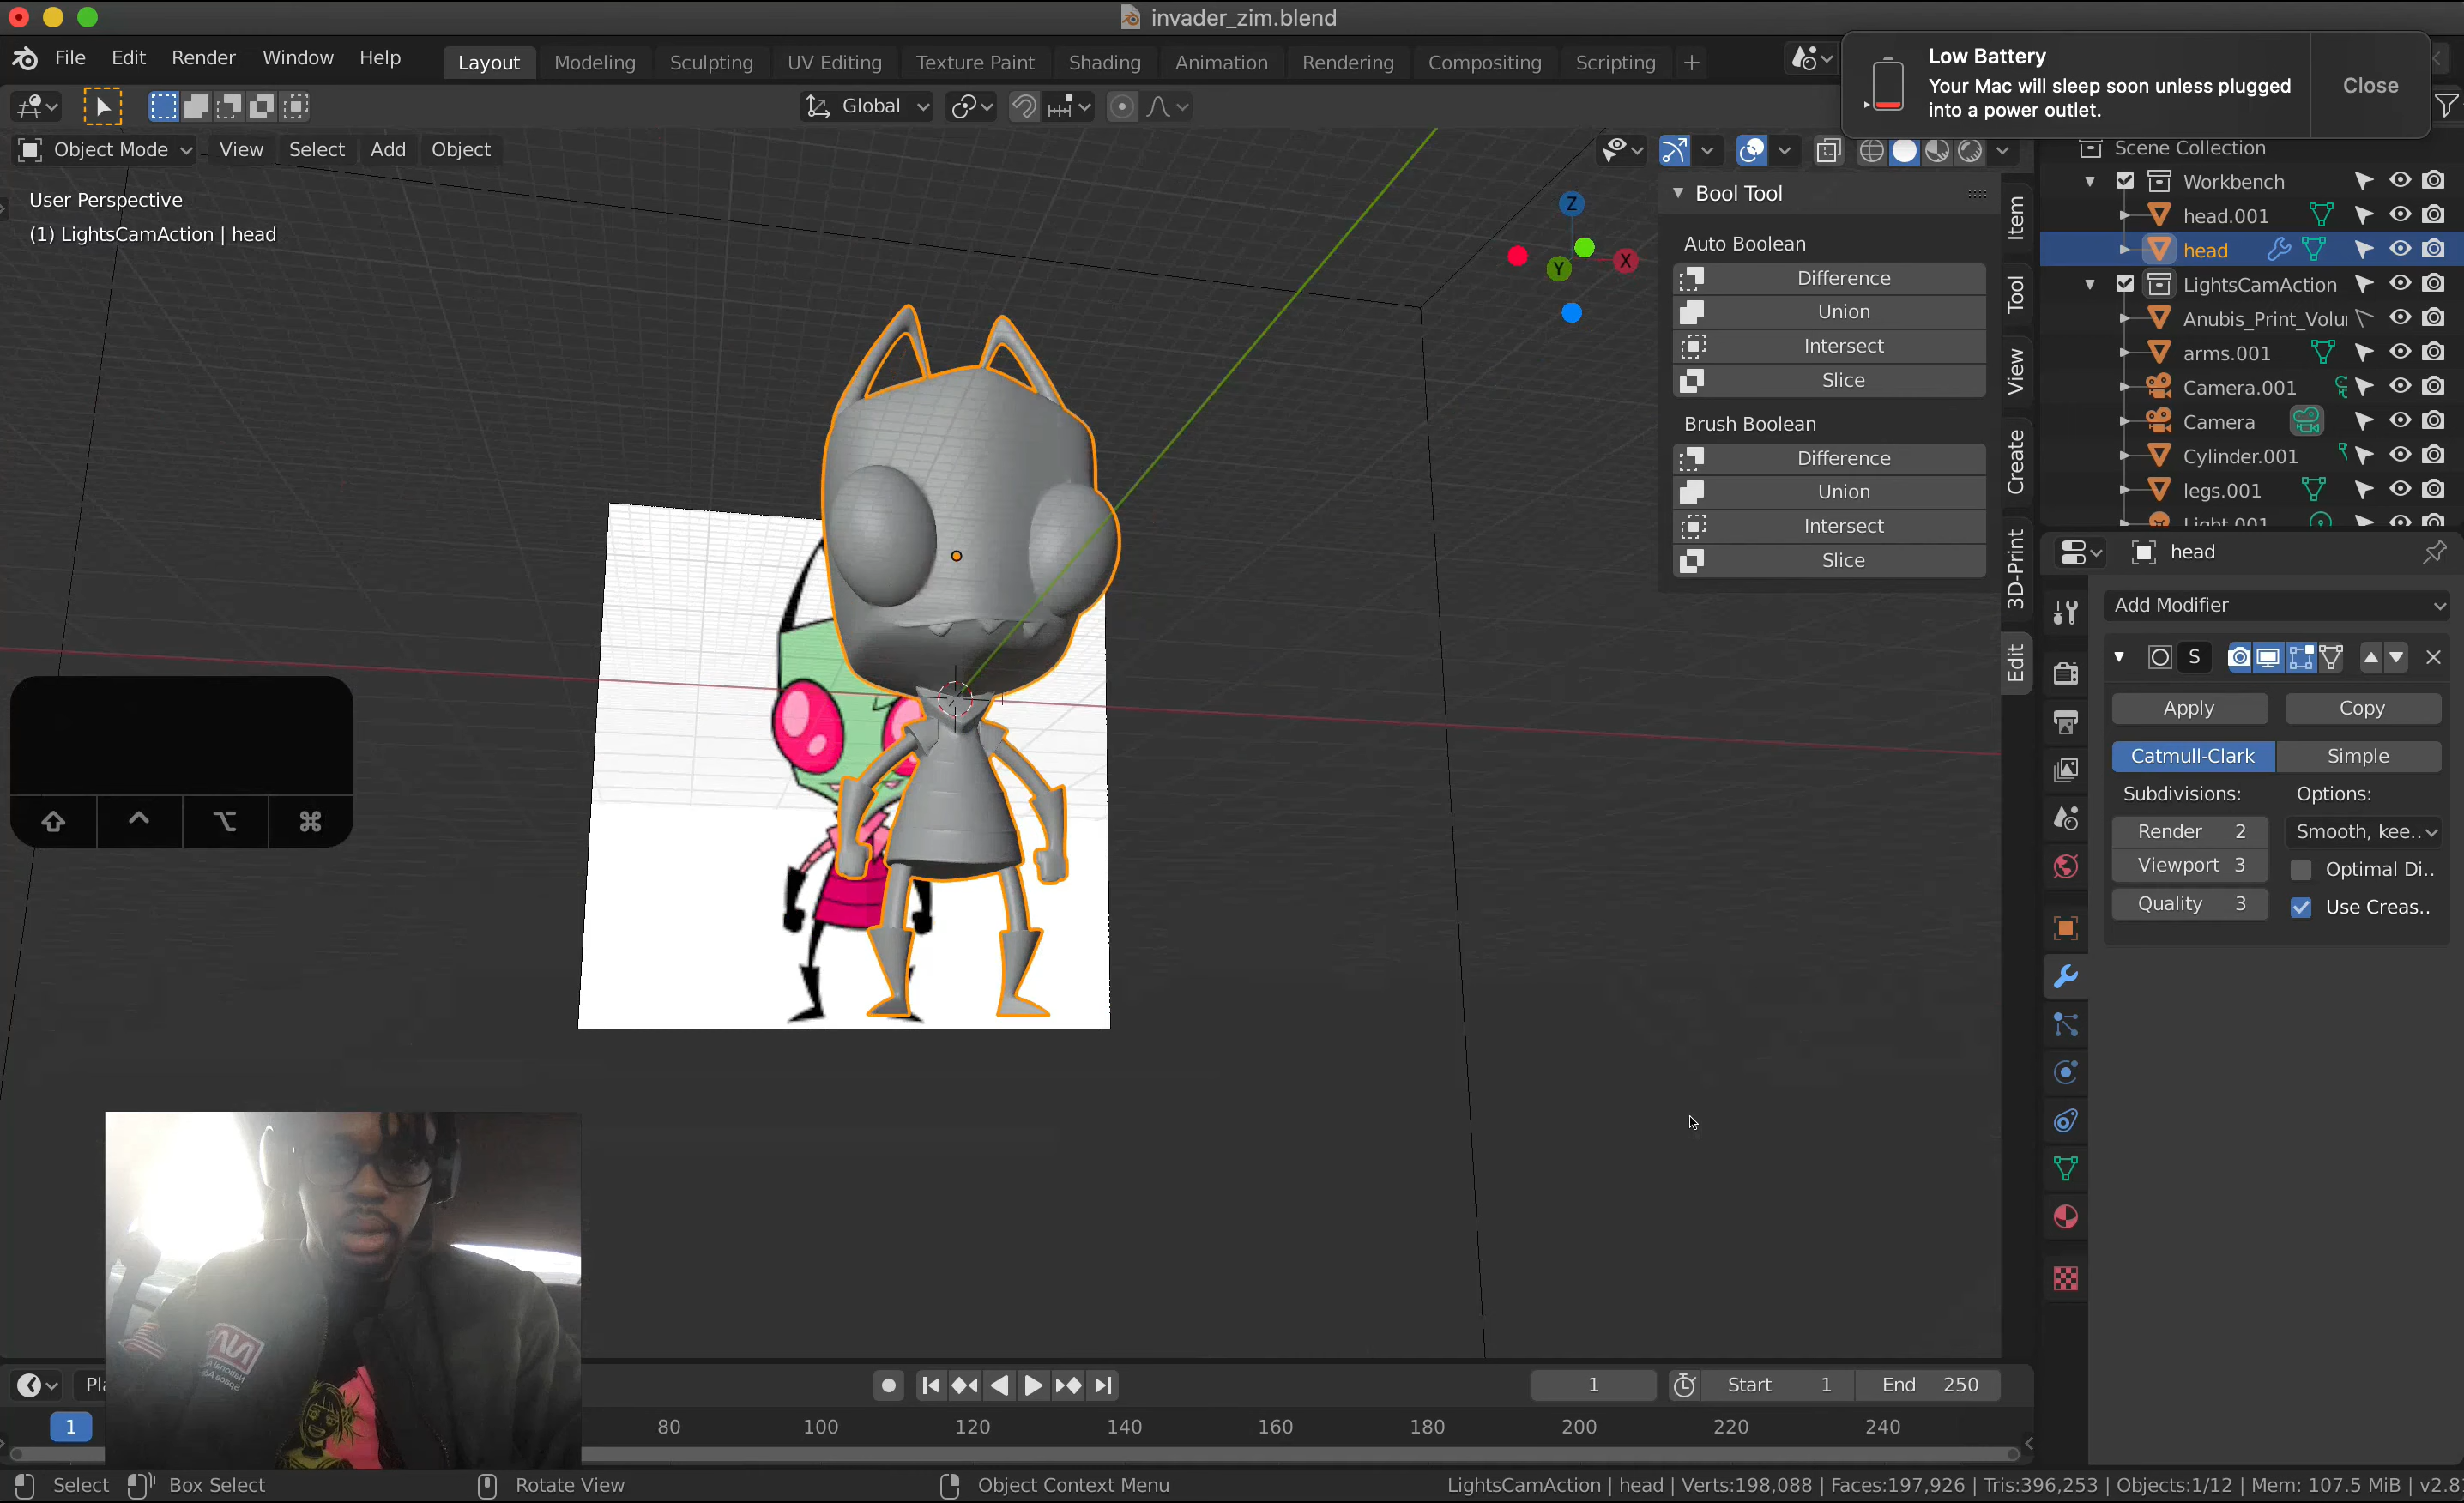 invader_zim.blend
File Edit Render Window Help
Layout Modeling Sculpting UV Editing Texture Paint Shading Animation Rendering Compositing Scripting +
Low Battery
Your Mac will sleep soon unless plugged
into a power outlet.
Close
Global
Object Mode View Select Add Object
User Perspective
(1) LightsCamAction | head
Z
X
Y
Bool Tool
Auto Boolean
Difference
Union
Intersect
Slice
Brush Boolean
Difference
Union
Intersect
Slice
Item
Tool
View
Create
3D-Print
Edit
Scene Collection
Workbench
head.001
head
LightsCamAction
Anubis_Print_Volu
arms.001
Camera.001
Camera
Cylinder.001
legs.001
Light.001
head
Add Modifier
S
Apply Copy
Catmull-Clark Simple
Subdivisions: Options:
Render 2 Smooth, kee..
Viewport 3 Optimal Di..
Quality 3 Use Creas..
⇧ ⌃ ⌥ ⌘
Pla
1 Start 1 End 250
1 80 100 120 140 160 180 200 220 240
Select Box Select Rotate View Object Context Menu LightsCamAction | head | Verts:198,088 | Faces:197,926 | Tris:396,253 | Objects:1/12 | Mem: 107.5 MiB | v2.8